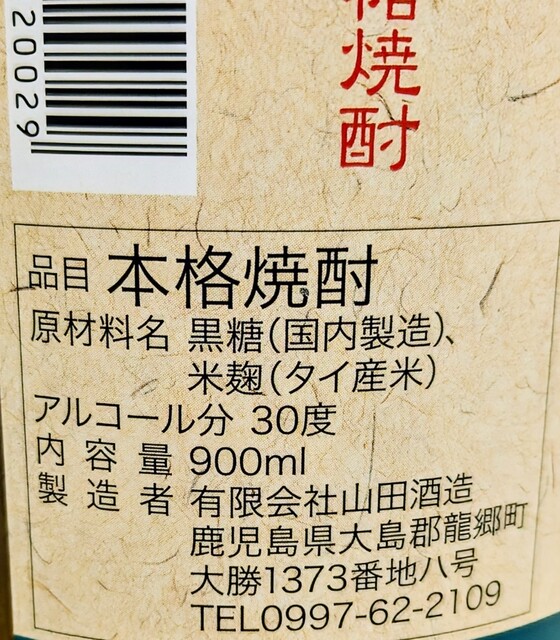 20029
焼酎
品目 本格焼酎
原材料名 黒糖(国内製造)、
米麹(タイ産米)
アルコール分 30度
内容量 900ml
製造者 有限会社山田酒造
鹿児島県大島郡龍郷町
大勝1373番地八号
TEL0997-62-2109